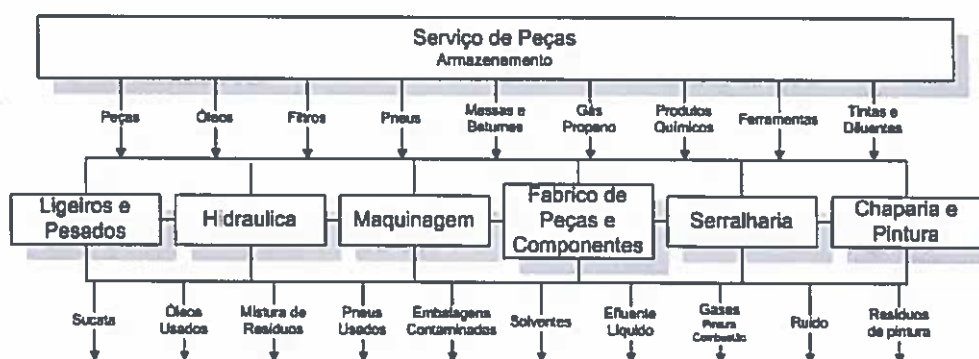 Serviço de Peças
Armazenamento
Peças
Óleos
Filtros
Pneus
Massas e
Betumes
Gás
Propano
Produtos
Químicos
Ferramentas
Tintas e
Diluentes
Ligeiros e
Pesados
Hidraulica
Maquinagem
Fabrico de
Peças e
Componentes
Serralharia
Chaparia e
Pintura
Sucata
Óleos
Usados
Mistura de
Resíduos
Pneus
Usados
Embalagens
Contaminadas
Solventes
Efluente
Líquido
Gases
Pintura
Combustão
Ruído
Resíduos
de pintura